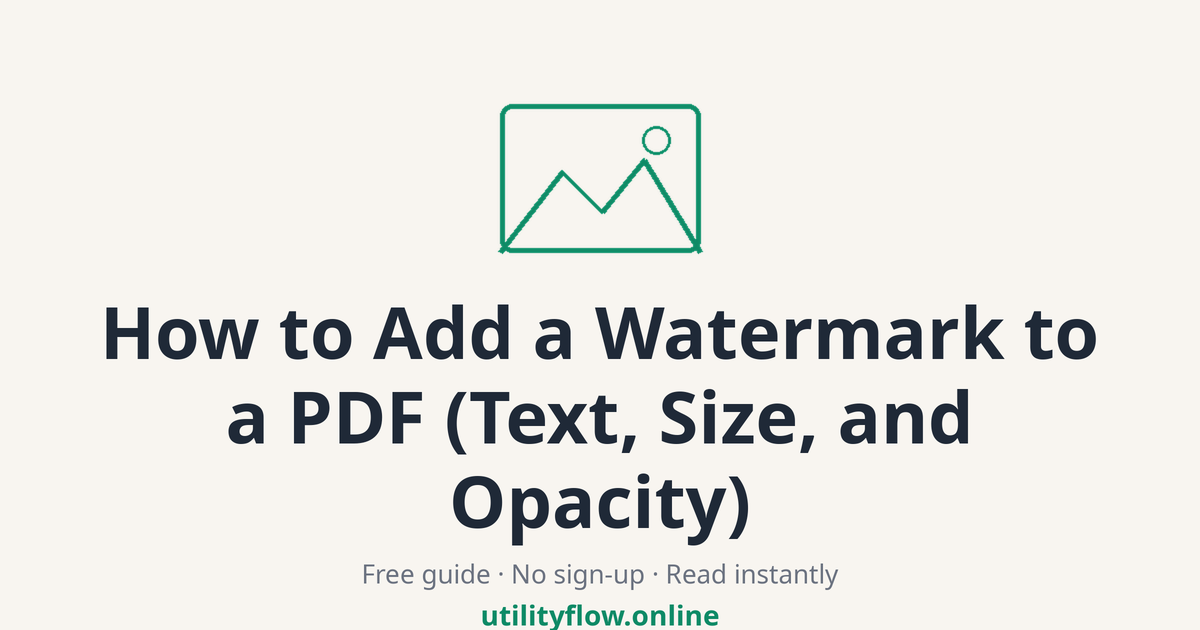 How to Add a Watermark to
a PDF (Text, Size, and
Opacity)
Free guide · No sign-up · Read instantly
utilityflow.online